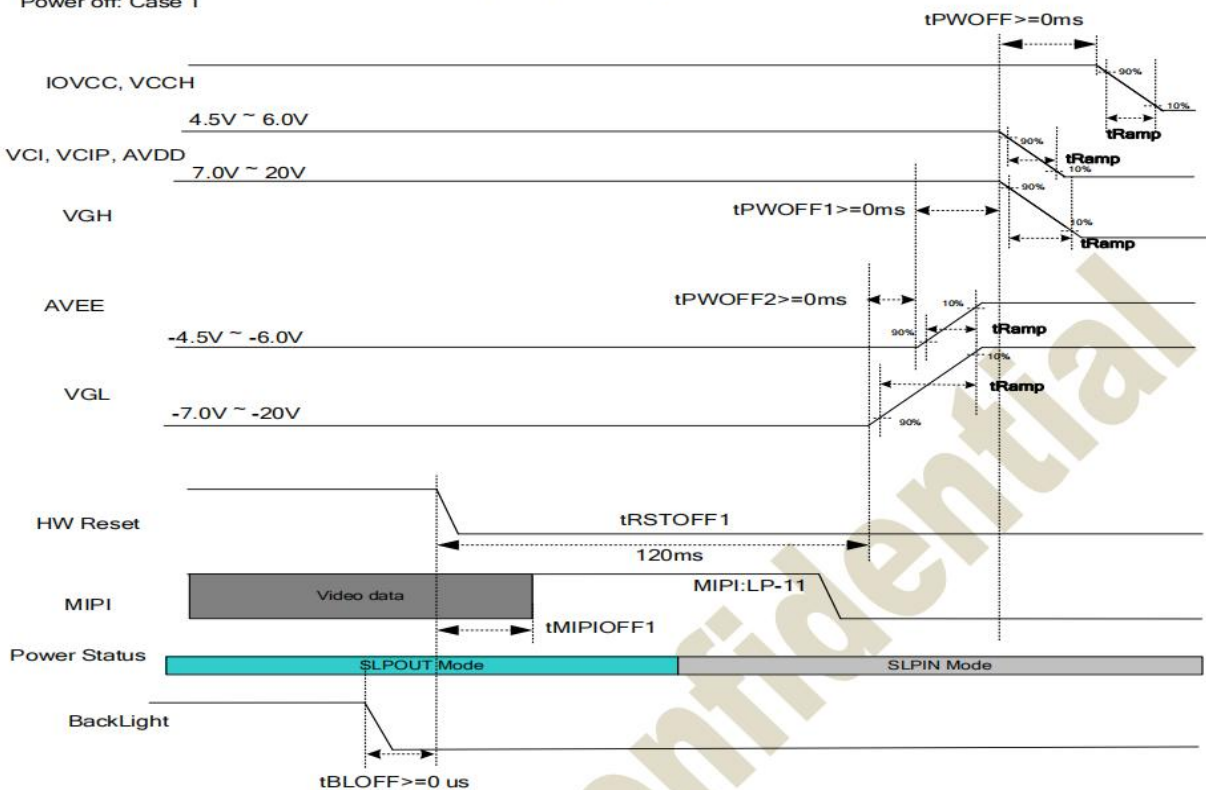 Power off: Case 1
tPWOFF>=0ms
IOVCC, VCCH
90%
10%
tRamp
4.5V ~ 6.0V
VCI, VCIP, AVDD
90%
10%
tRamp
7.0V ~ 20V
VGH
90%
10%
tRamp
tPWOFF1>=0ms
AVEE
tPWOFF2>=0ms
10%
90%
tRamp
-4.5V ~ -6.0V
VGL
10%
tRamp
-7.0V ~ -20V
90%
HW Reset
tRSTOFF1
120ms
MIPI
Video data
MIPI:LP-11
tMIPIOFF1
Power Status
SLPOUT Mode
SLPIN Mode
BackLight
tBLOFF>=0 us